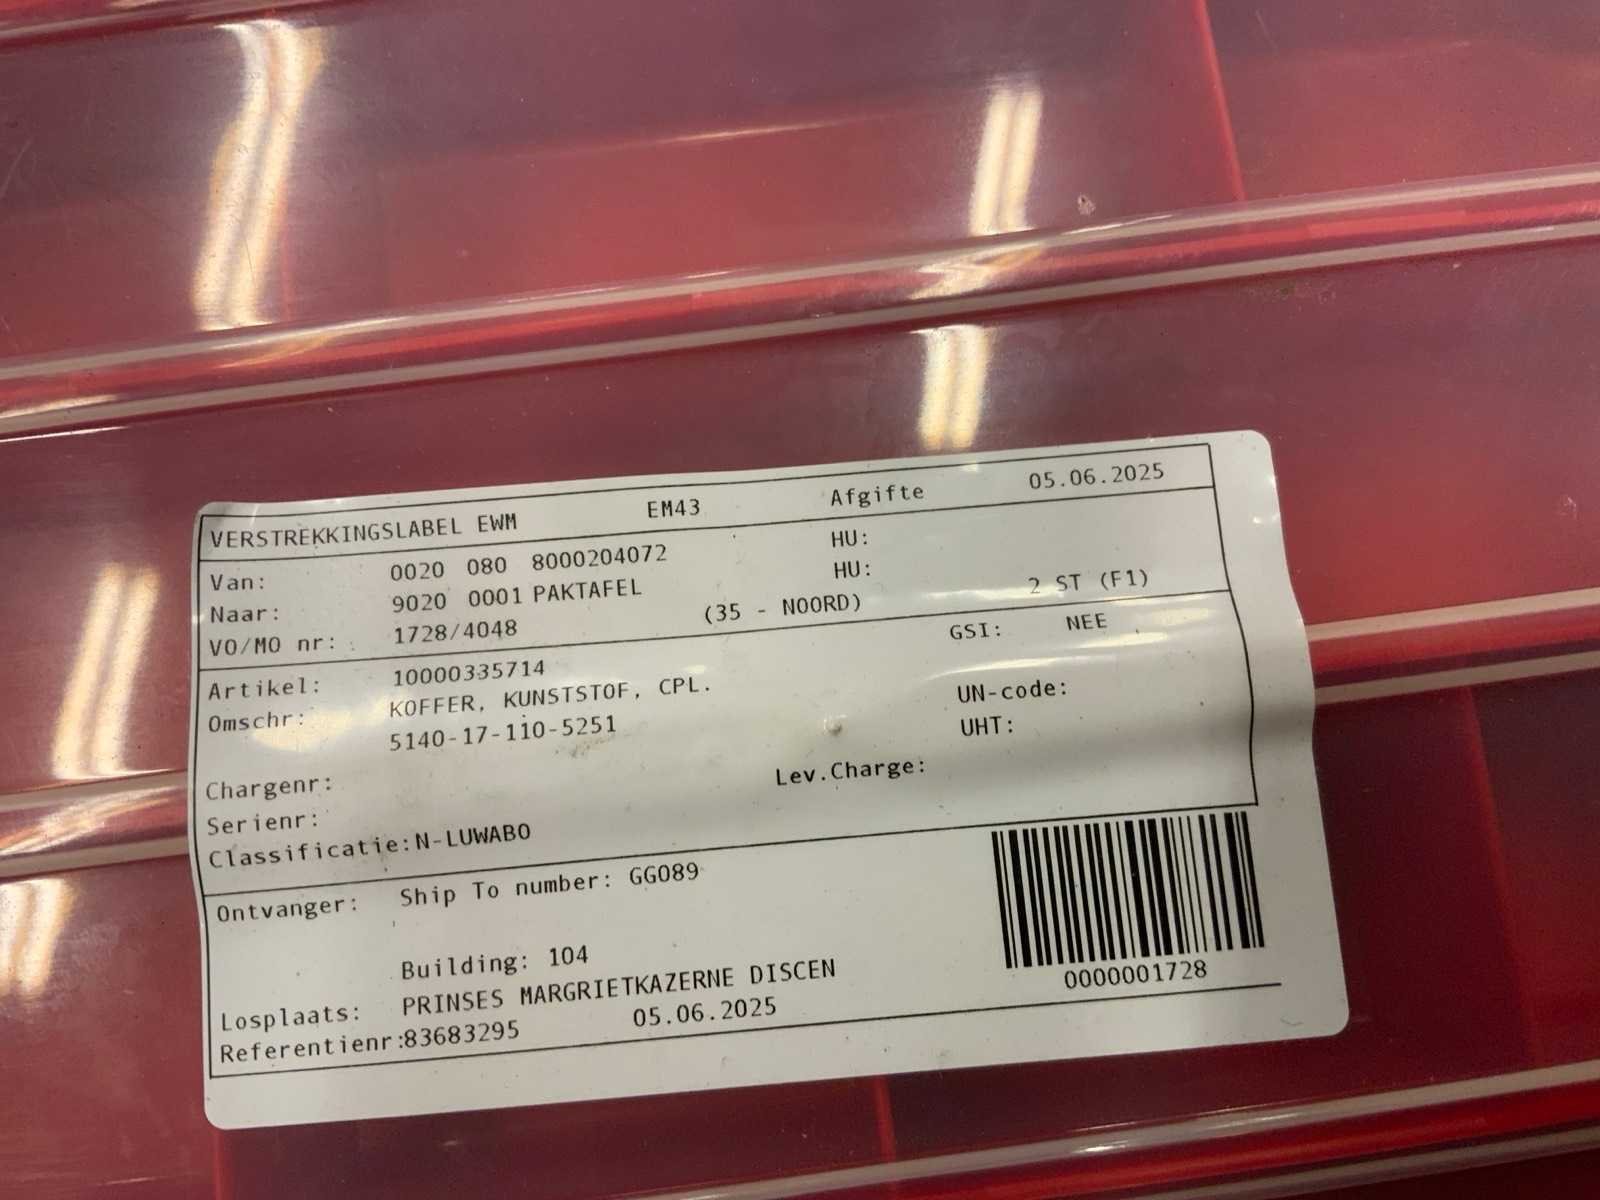 VERSTREKKINGSLABEL EWM EM43 Afgifte 05.06.2025
Van: 0020 080 8000204072 HU:
Naar: 9020 0001 PAKTAFEL HU:
VO/MO nr: 1728/4048 (35 - NOORD) 2 ST (F1)
Artikel: 10000335714 GSI: NEE
Omschr: KOFFER, KUNSTSTOF, CPL.
5140-17-110-5251 UN-code:
UHT:
Chargenr: Lev.Charge:
Serienr:
Classificatie:N-LUWABO
Ontvanger: Ship To number: GG089
Building: 104
Losplaats: PRINSES MARGRIETKAZERNE DISCEN
Referentienr:83683295 05.06.2025
0000001728